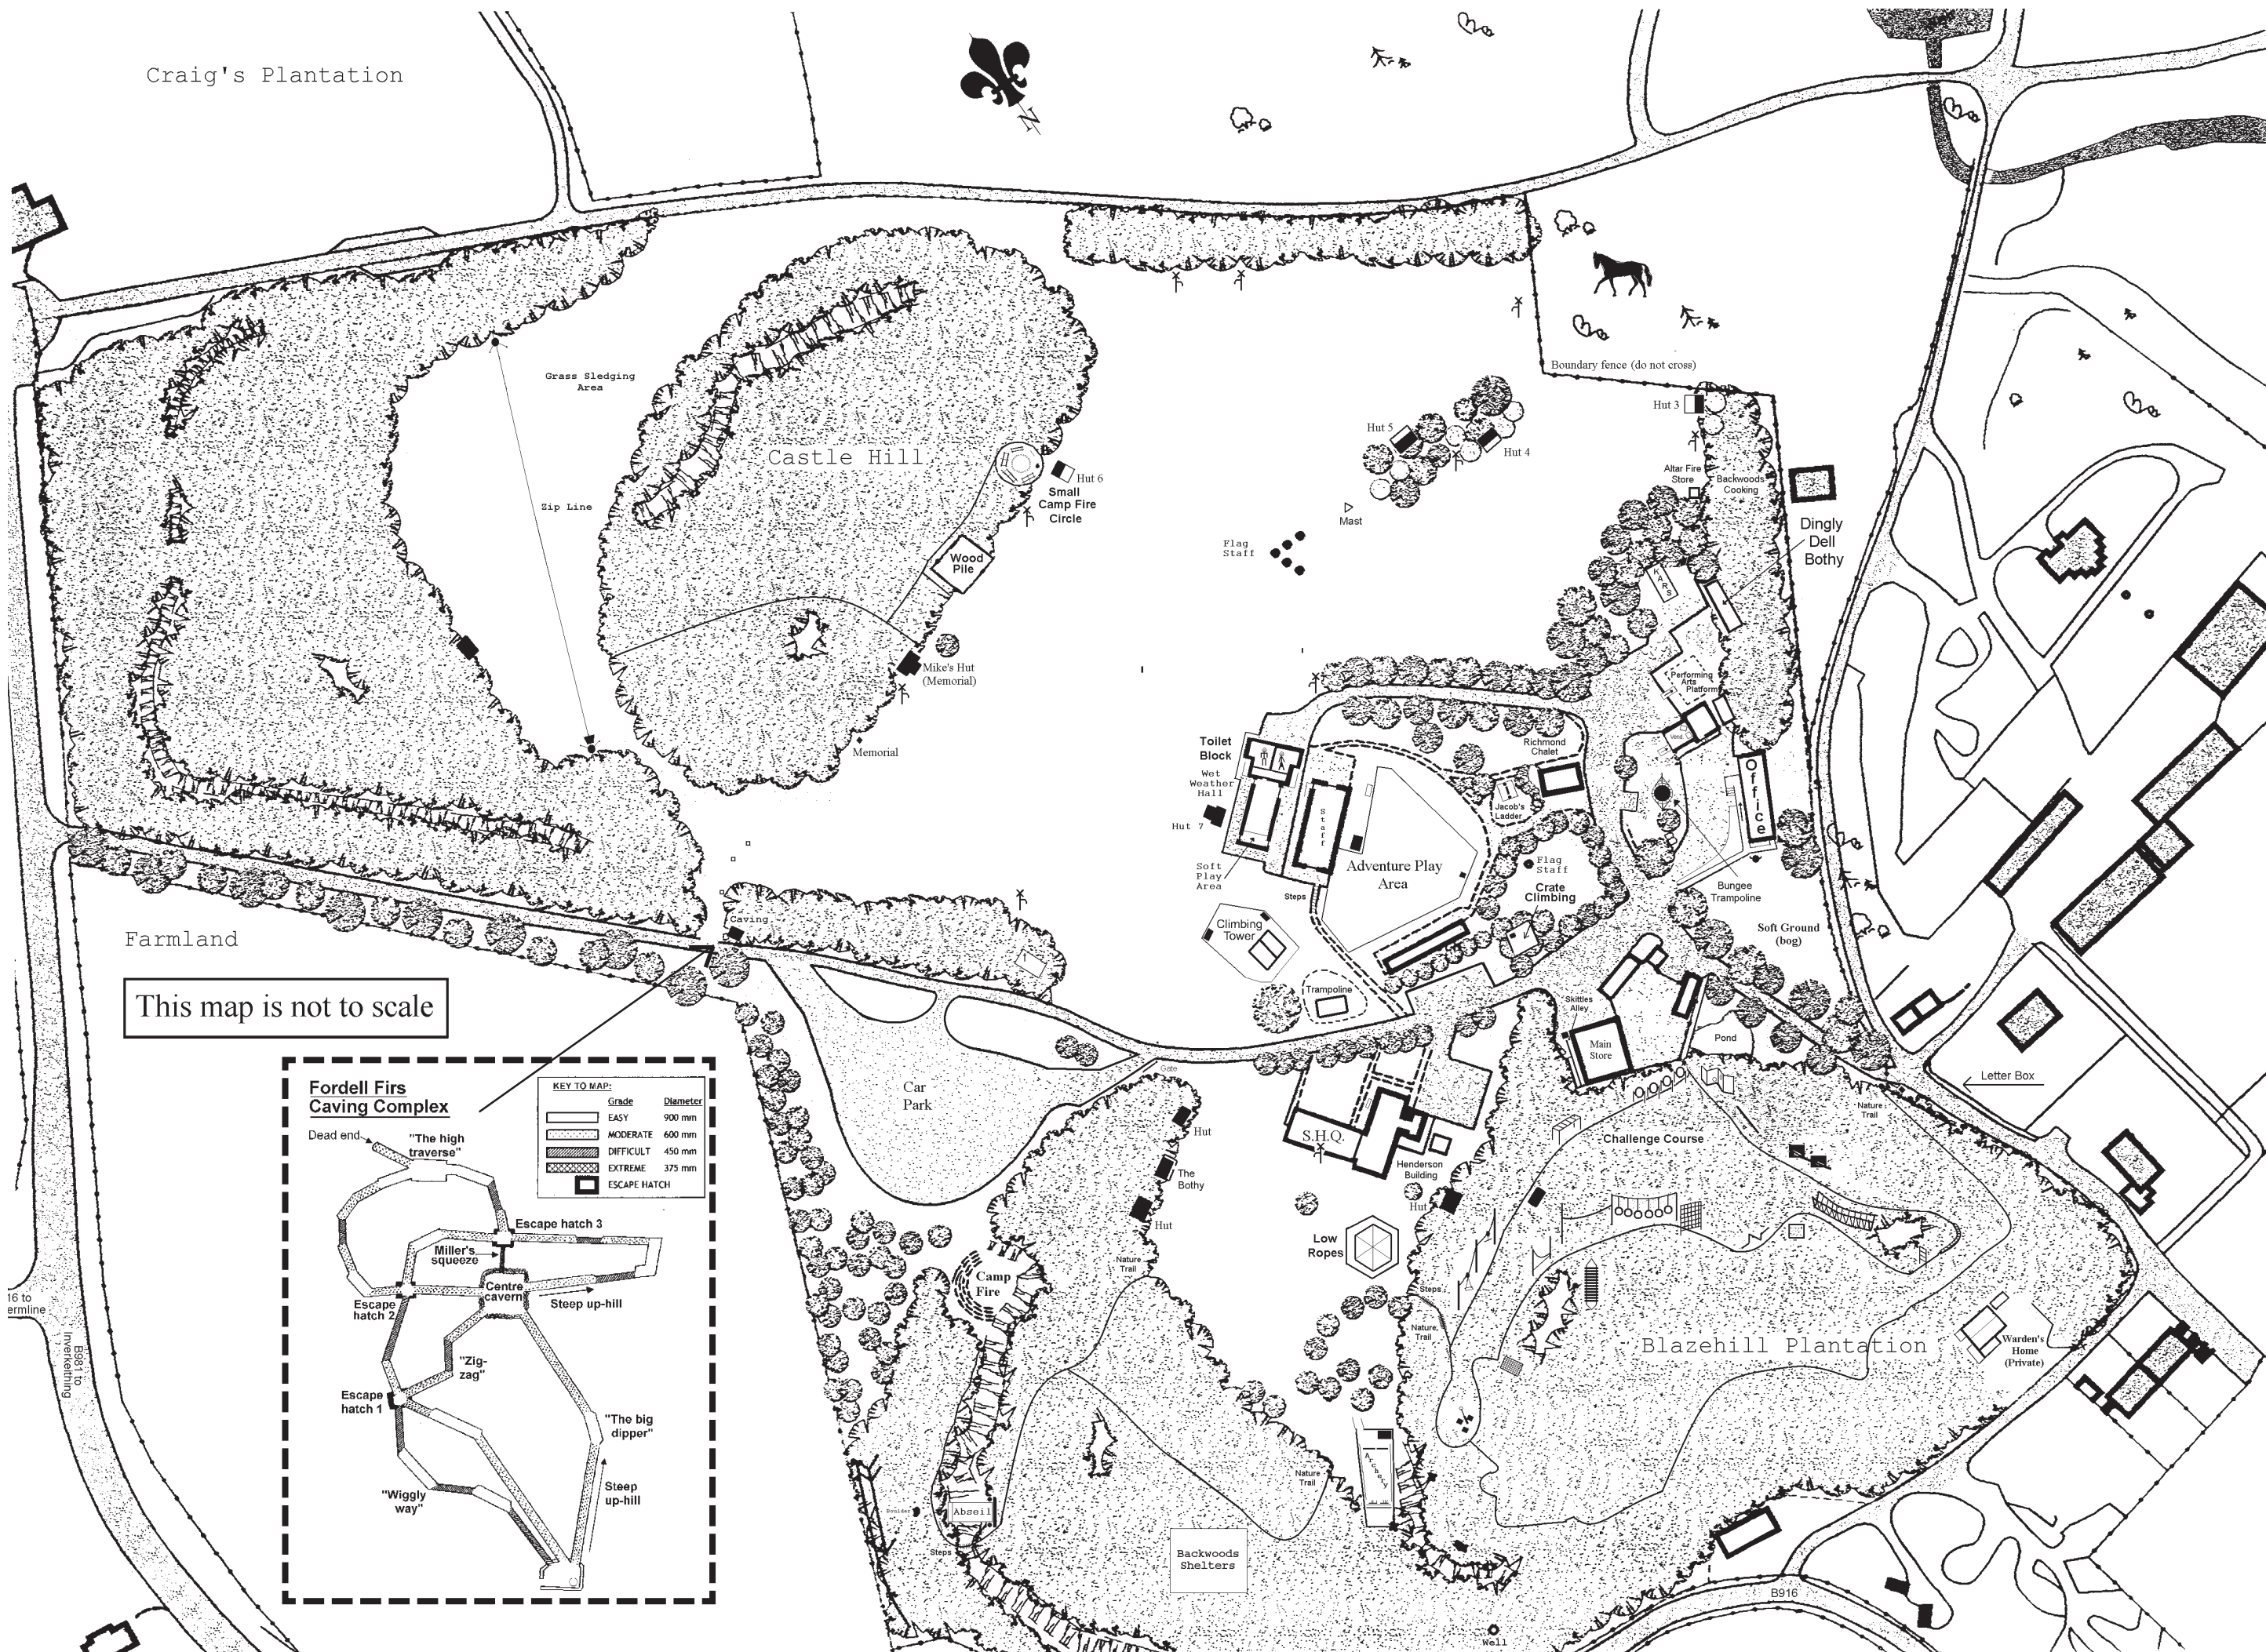 Craig's Plantation
N
Boundary fence (do not cross)
Grass Sledging
Area
Hut 3
Hut 5
Hut 4
Castle Hill
Altar Fire
Store
Backwoods
Cooking
Hut 6
Small
Camp Fire
Circle
Zip Line
Mast
Dingly
Dell
Bothy
Flag
Staff
Wood
Pile
KARS
Mike's Hut
(Memorial)
Performing
Arts
Platform
Memorial
Vend.
Toilet
Block
Richmond
Chalet
Office
Wet
Weather
Hall
Jacob's
Ladder
Staff
Hut 7
Adventure Play
Area
Flag
Staff
Soft
Play
Area
Crate
Climbing
Bungee
Trampoline
Steps
Caving
Climbing
Tower
Soft Ground
(bog)
Farmland
Trampoline
This map is not to scale
Skittles
Alley
Main
Store
Pond
Gate
Letter Box
Car
Park
Nature
Trail
Hut
S.H.Q.
Challenge Course
Henderson
Building
The
Bothy
Hut
Hut
Low
Ropes
Nature
Trail
Camp
Fire
Steps
Nature
Trail
Blazehill Plantation
Warden's
Home
(Private)
16 to
ermline
B981 to
Inverkeithing
Archery
Nature
Trail
Boulder
Abseil
Steps
Backwoods
Shelters
B916
Well
Fordell Firs
Caving Complex
KEY TO MAP:
Grade Diameter
EASY 900 mm
MODERATE 600 mm
DIFFICULT 450 mm
EXTREME 375 mm
ESCAPE HATCH
Dead end
"The high
traverse"
Escape hatch 3
Miller's
squeeze
Centre
cavern
Escape
hatch 2
Steep up-hill
"Zig-
zag"
Escape
hatch 1
"The big
dipper"
Steep
up-hill
"Wiggly
way"